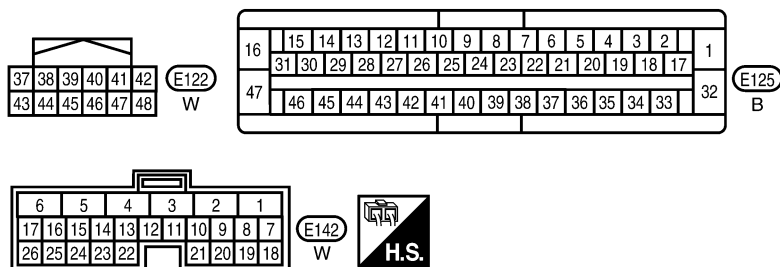 37 38 39 40 41 42
43 44 45 46 47 48
E122
W
16 15 14 13 12 11 10 9 8 7 6 5 4 3 2 1
31 30 29 28 27 26 25 24 23 22 21 20 19 18 17
47 46 45 44 43 42 41 40 39 38 37 36 35 34 33 32
E125
B
6 5 4 3 2 1
17 16 15 14 13 12 11 10 9 8 7
26 25 24 23 22 21 20 19 18
E142
W
H.S.